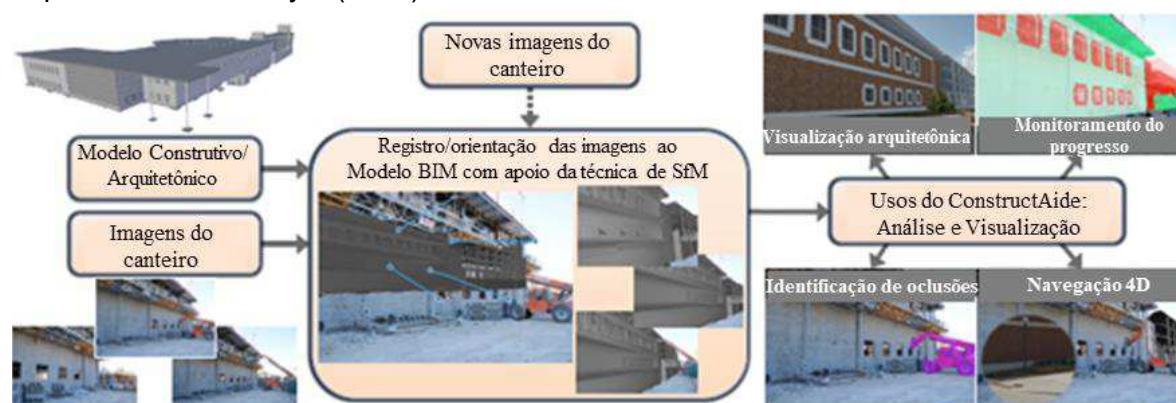 Novas imagens do
canteiro
Modelo Construtivo/
Arquitetônico
Imagens do
canteiro
Registro/orientação das imagens ao
Modelo BIM com apoio da técnica de SfM
Visualização arquitetônica
Monitoramento do
progresso
Usos do ConstructAide:
Análise e Visualização
Identificação de oclusões
Navegação 4D